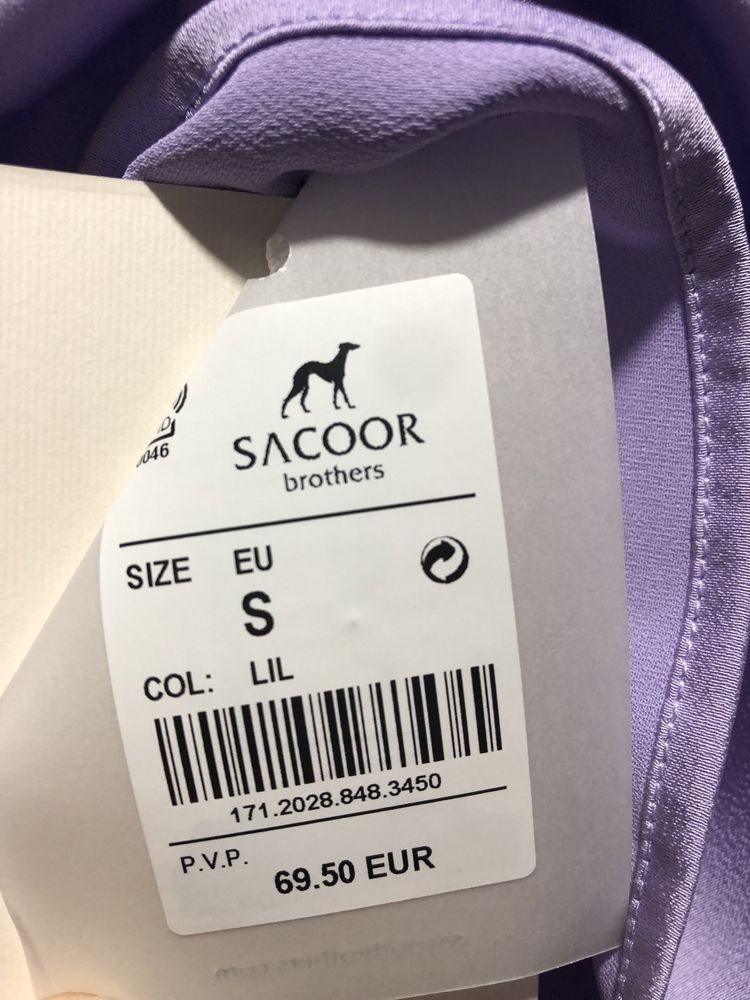 SACOOR
brothers
SIZE EU
S
COL: LIL
171.2028.848.3450
P.V.P. 69.50 EUR